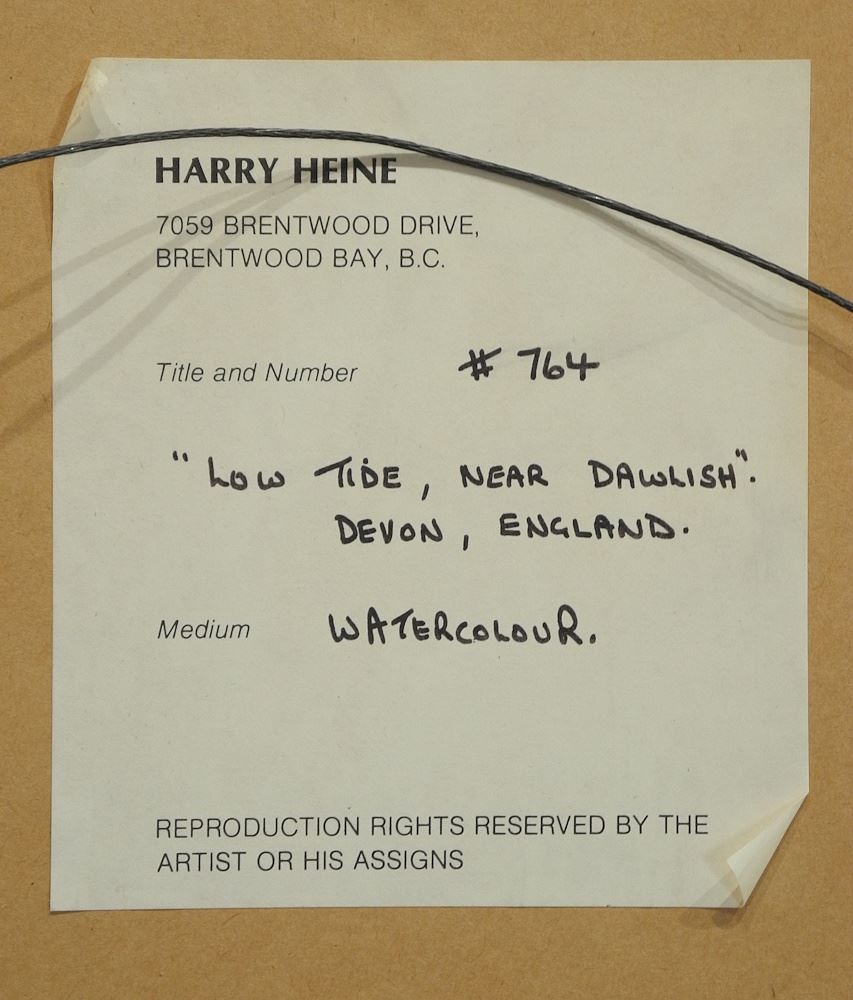 HARRY HEINE
7059 BRENTWOOD DRIVE,
BRENTWOOD BAY, B.C.
Title and Number # 764
"LOW TIDE, NEAR DAWLISH".
DEVON, ENGLAND.
Medium WATERCOLOUR.
REPRODUCTION RIGHTS RESERVED BY THE
ARTIST OR HIS ASSIGNS